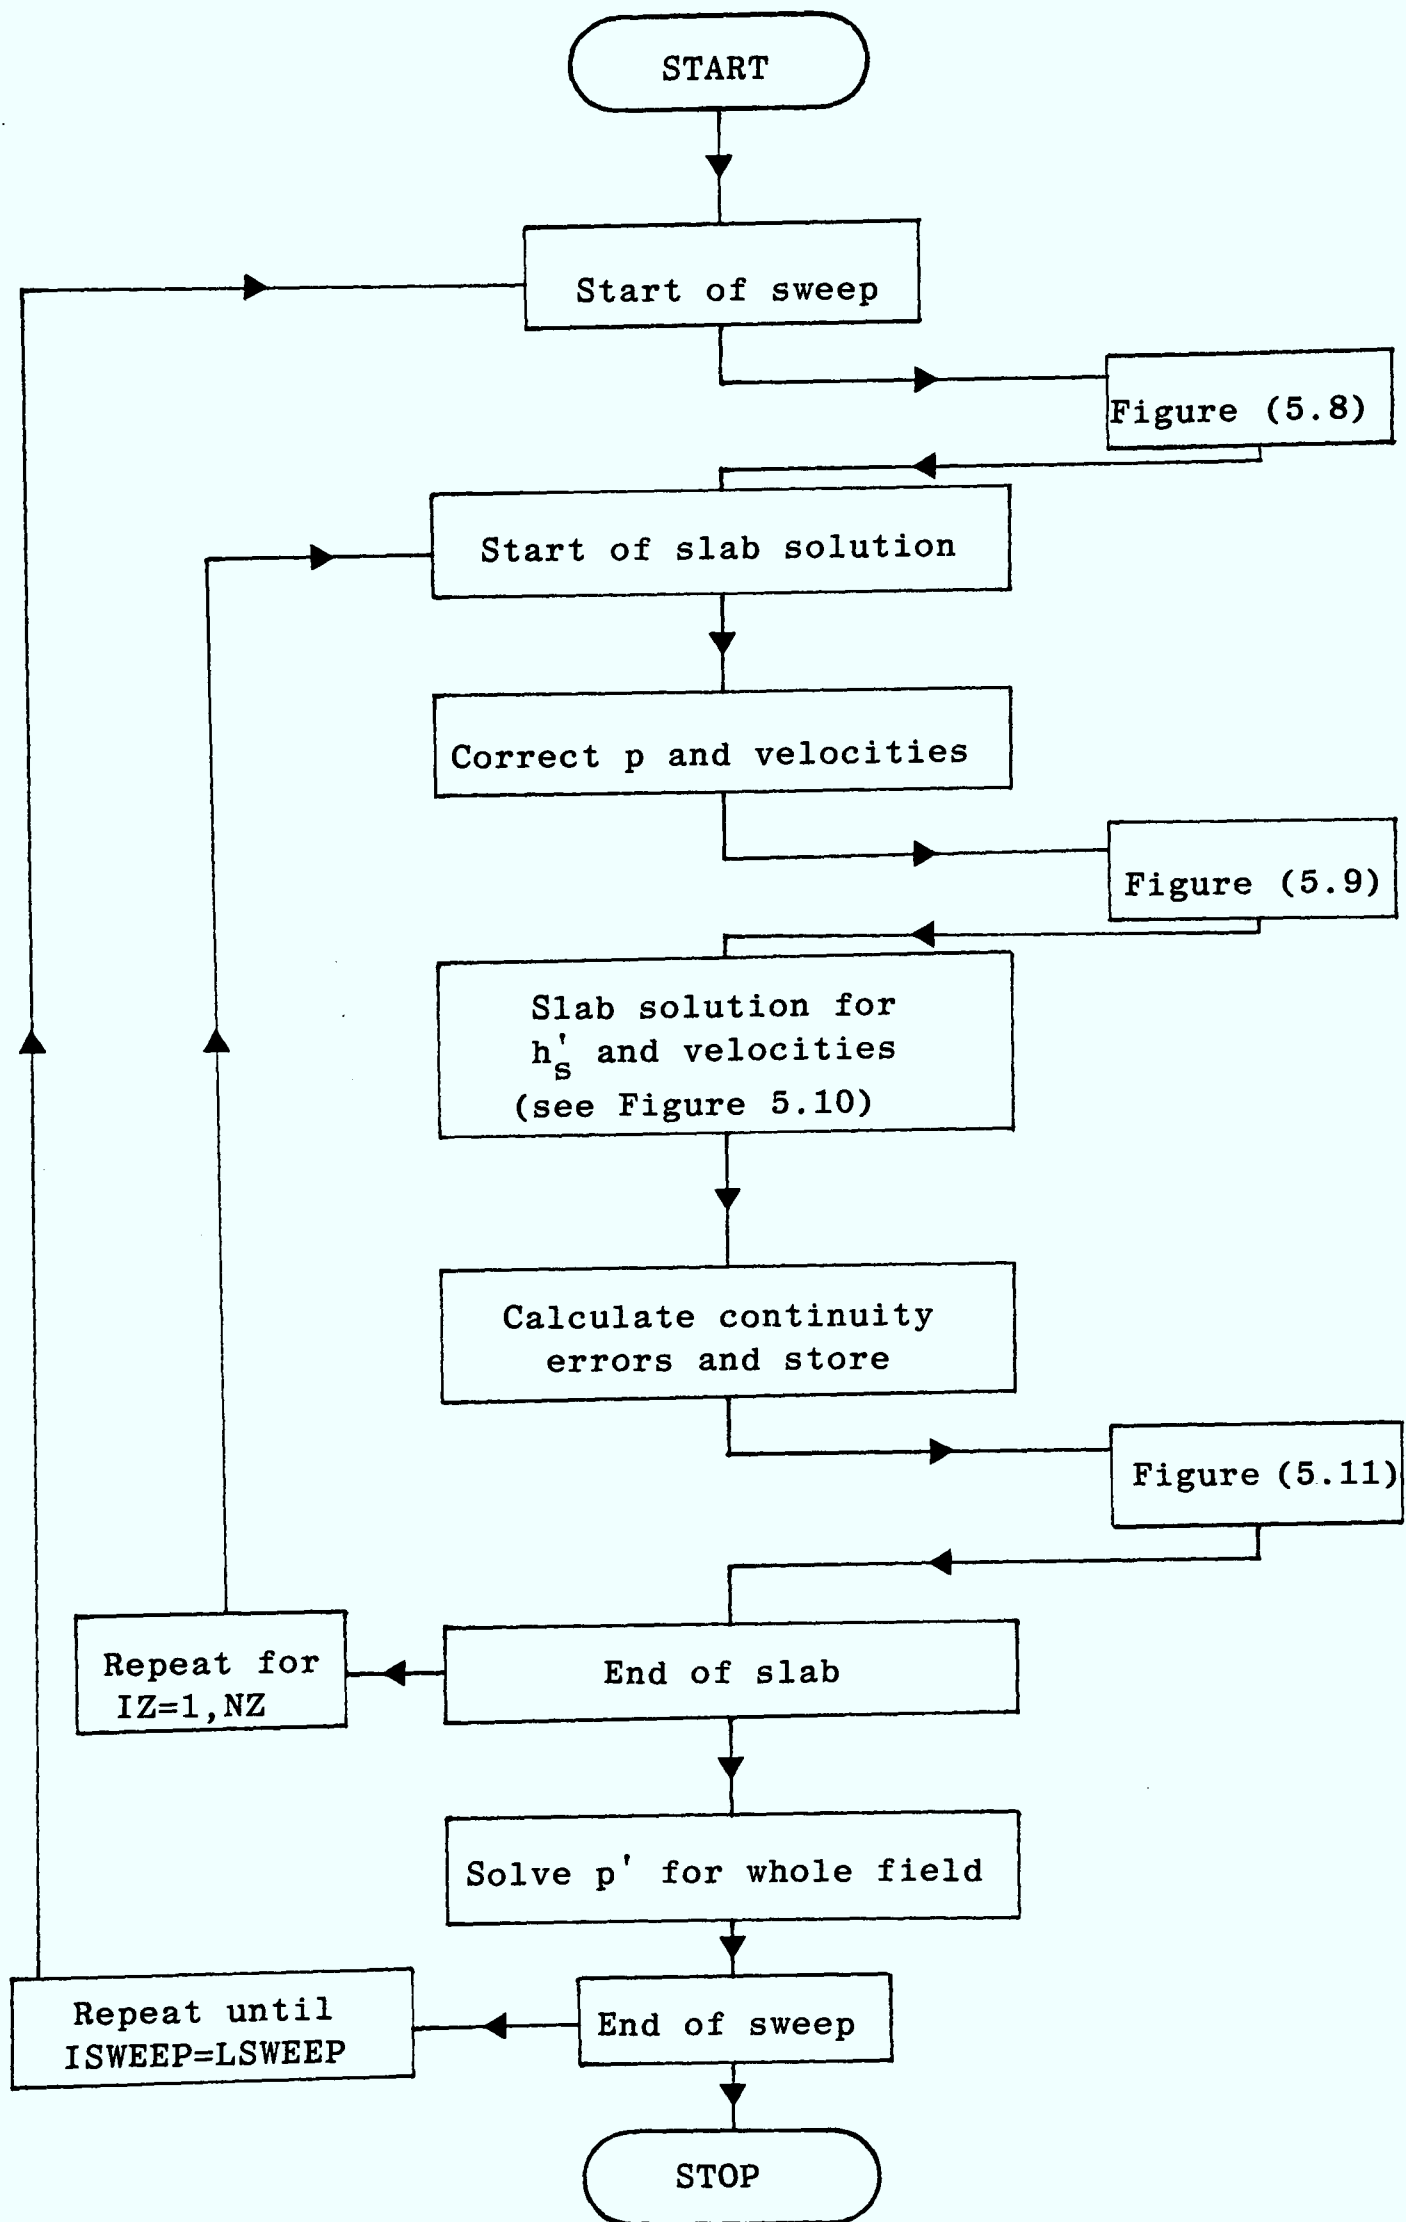 START
Start of sweep
Figure (5.8)
Start of slab solution
Correct p and velocities
Figure (5.9)
Slab solution for
h's and velocities
(see Figure 5.10)
Calculate continuity
errors and store
Figure (5.11)
Repeat for
IZ=1,NZ
End of slab
Solve p' for whole field
Repeat until
ISWEEP=LSWEEP
End of sweep
STOP